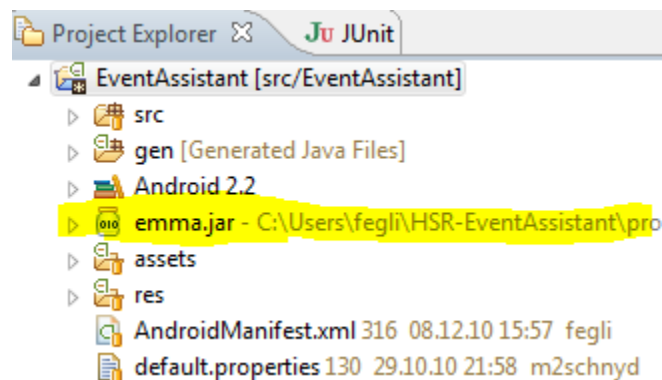 Project Explorer JU JUnit
EventAssistant [src/EventAssistant]
src
gen [Generated Java Files]
Android 2.2
010 emma.jar - C:\Users\fegli\HSR-EventAssistant\pro
assets
res
AndroidManifest.xml 316 08.12.10 15:57 fegli
default.properties 130 29.10.10 21:58 m2schnyd